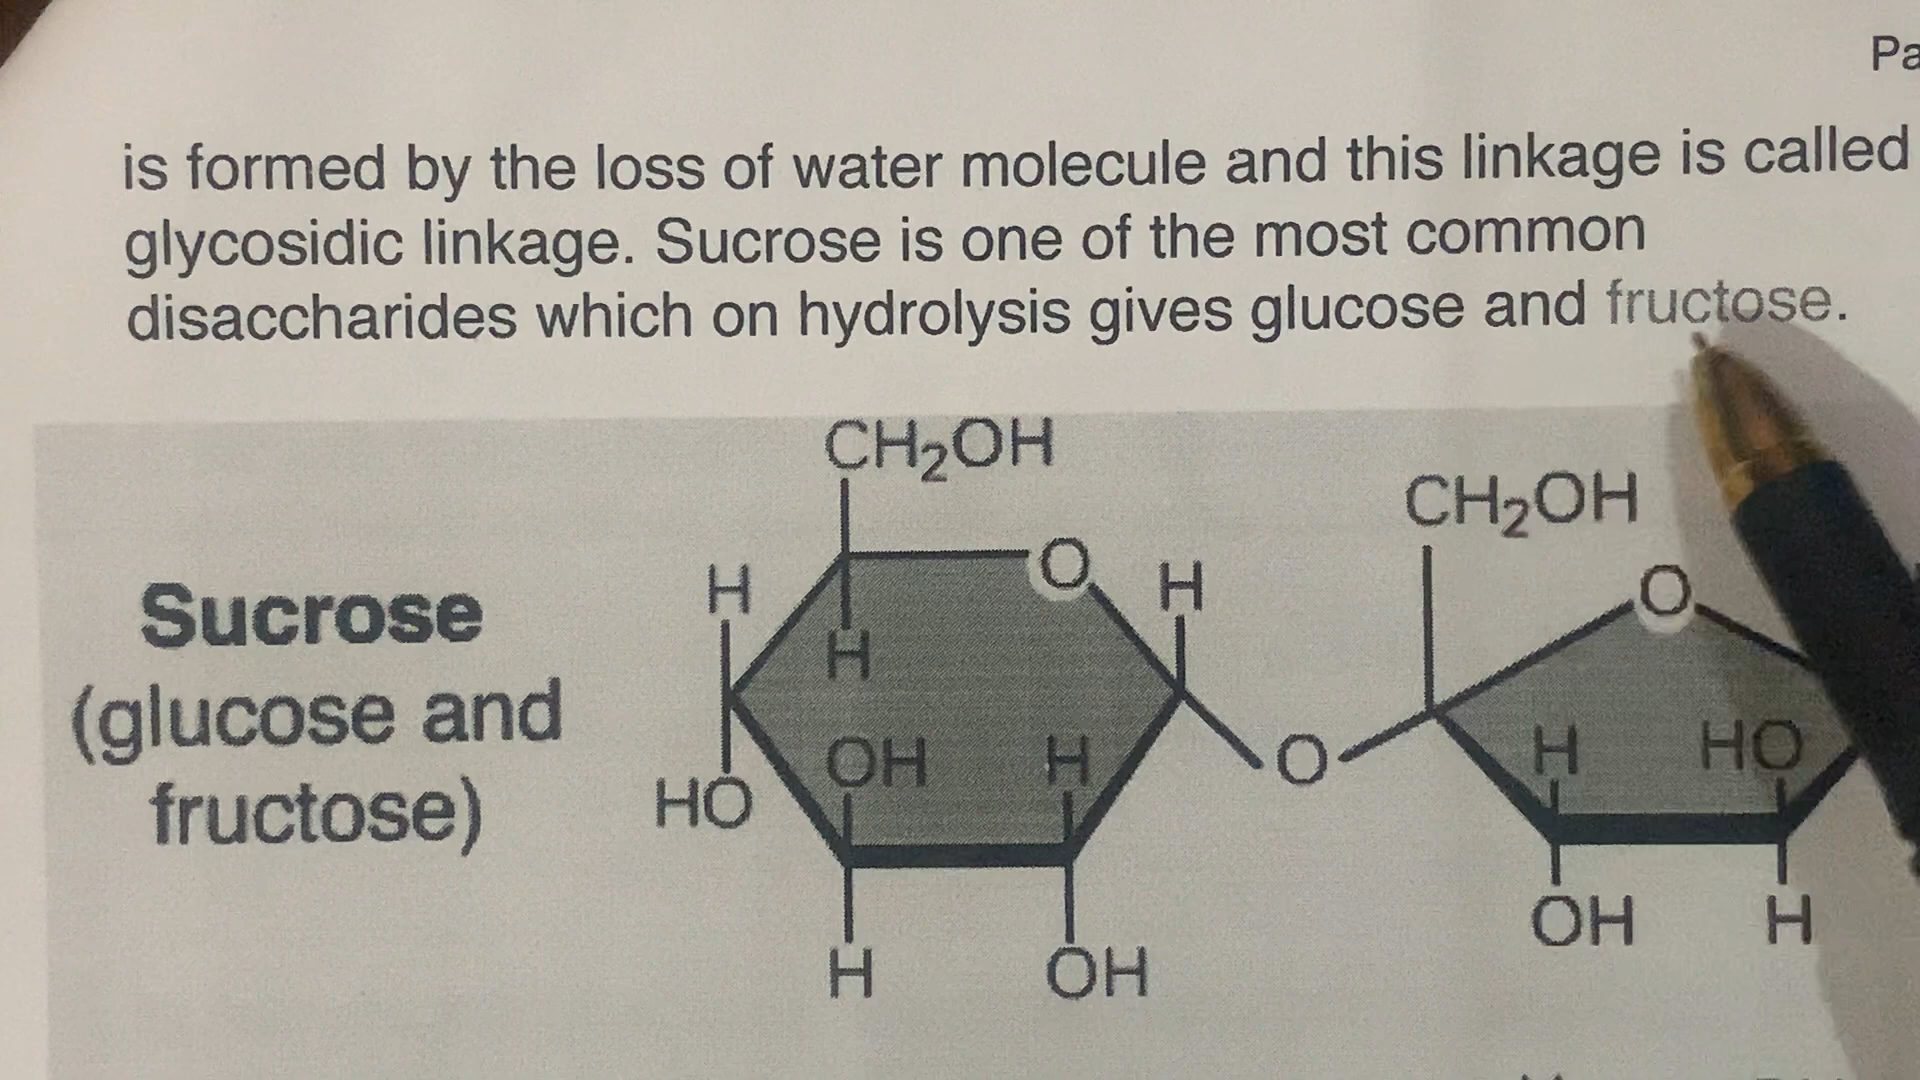 Pa
is formed by the loss of water molecule and this linkage is called
glycosidic linkage. Sucrose is one of the most common
disaccharides which on hydrolysis gives glucose and fructose.
CH₂OH
CH₂OH
H
O
H
O
Sucrose
(glucose and
fructose)
H
HO
OH
H
O
H
HO
OH
H
H
OH